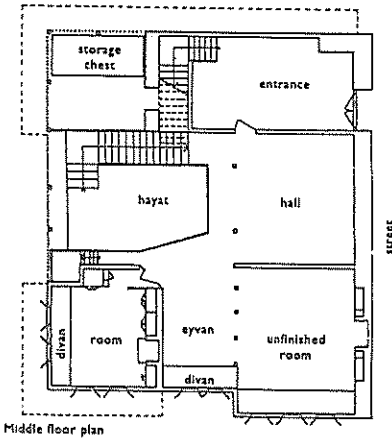 storage
chest
entrance
hayat
hall
street
divan
room
eyvan
unfinished
room
divan
Middle floor plan